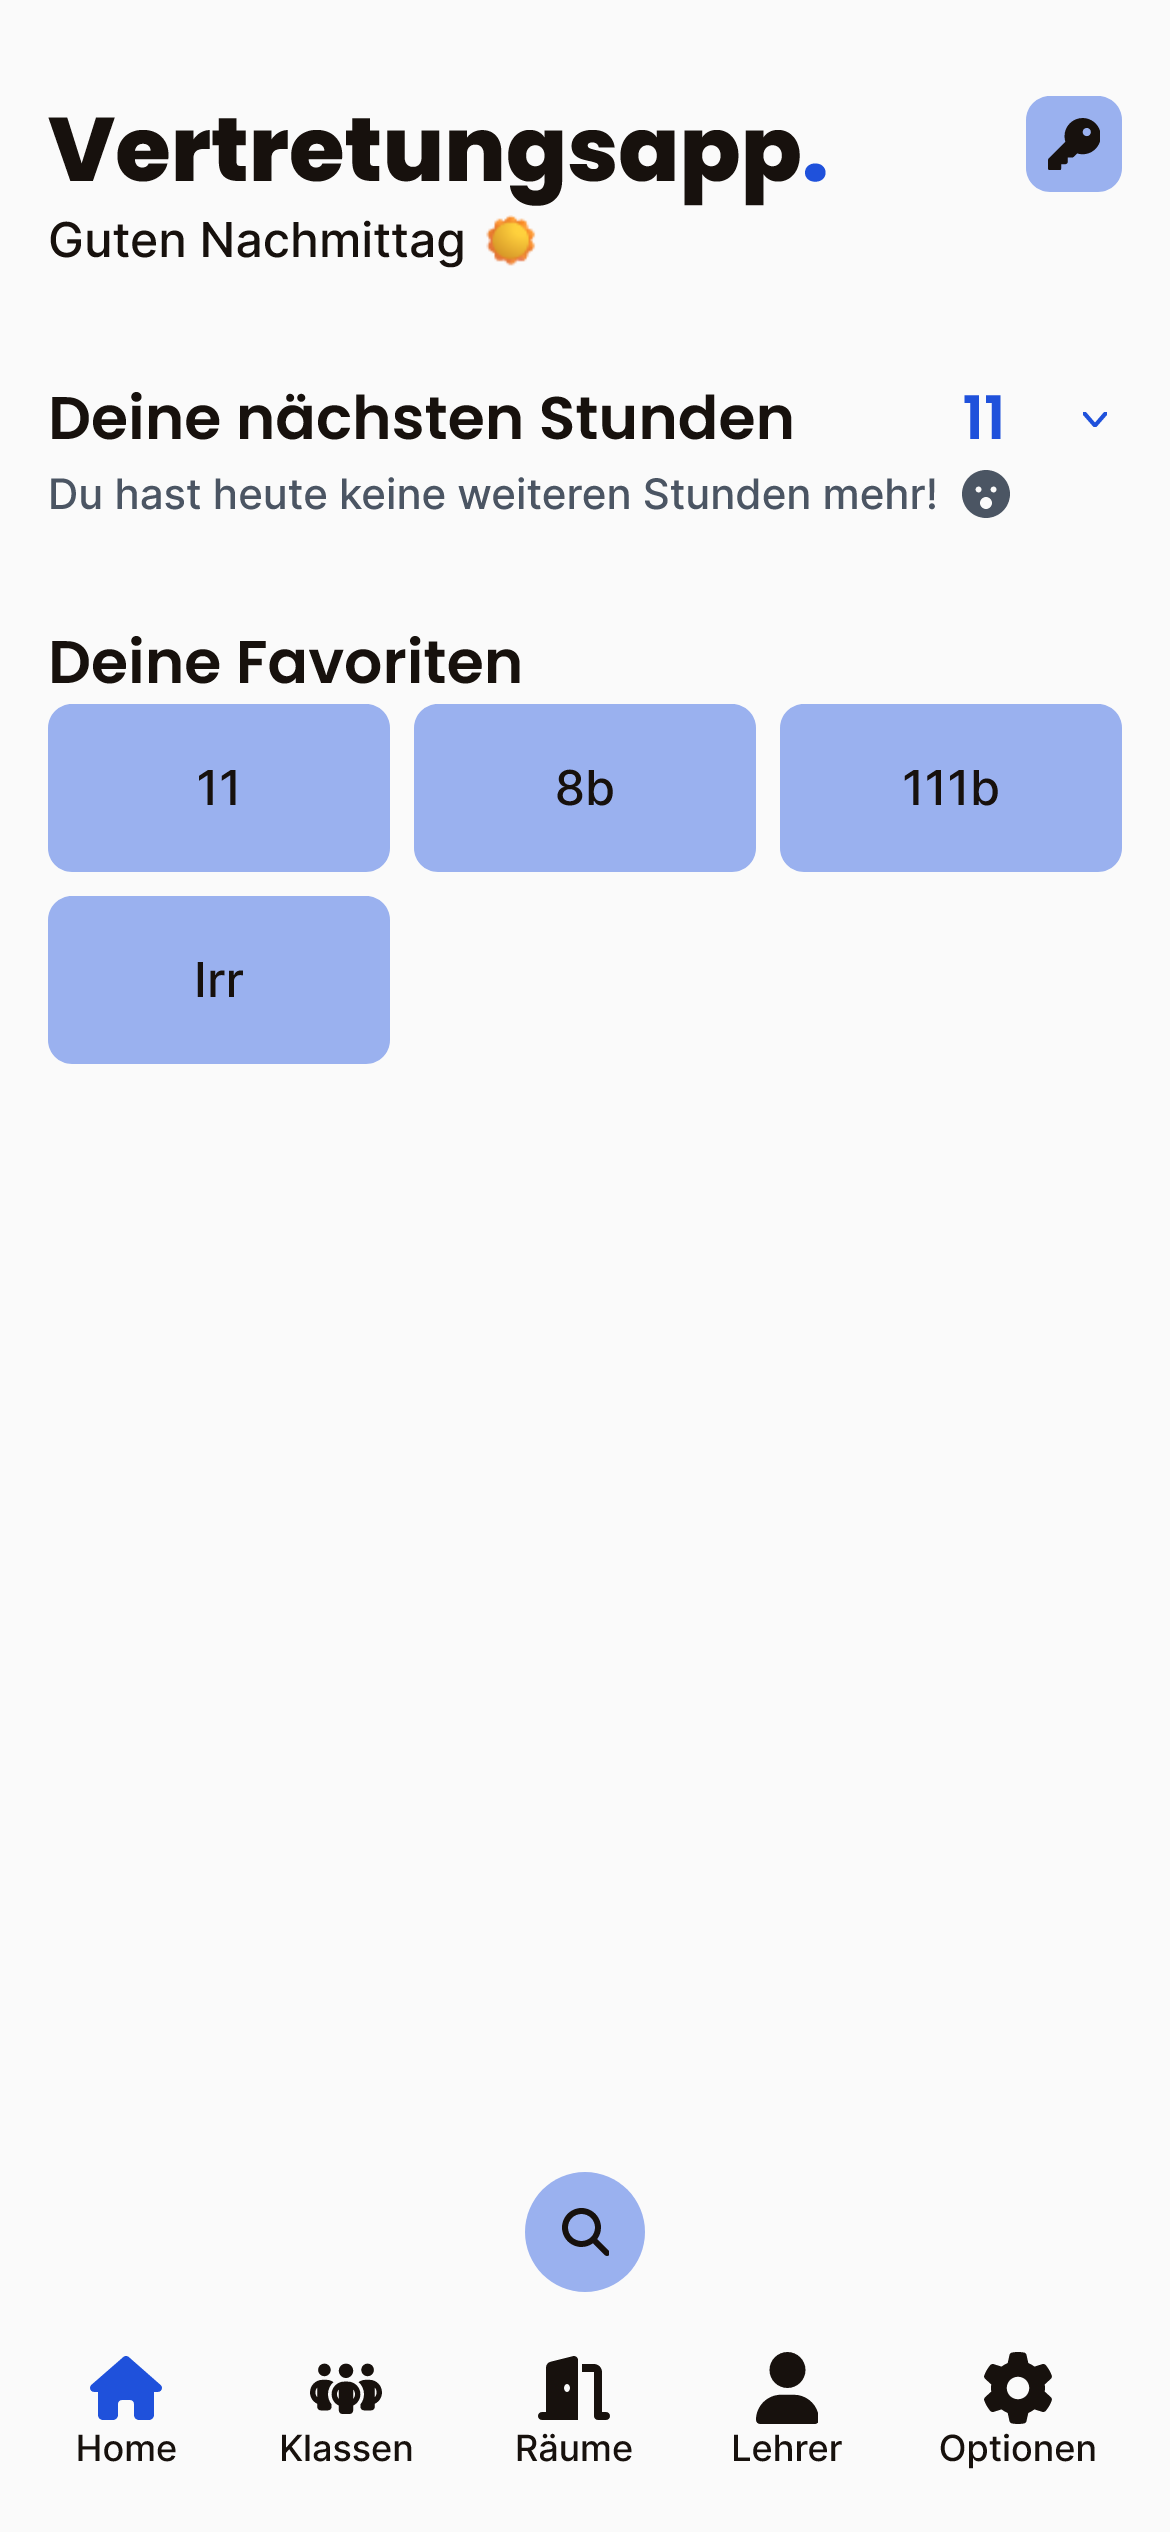 Vertretungsapp.
Guten Nachmittag
Deine nächsten Stunden 11
Du hast heute keine weiteren Stunden mehr!
Deine Favoriten
11 8b 111b
Irr
Home Klassen Räume Lehrer Optionen